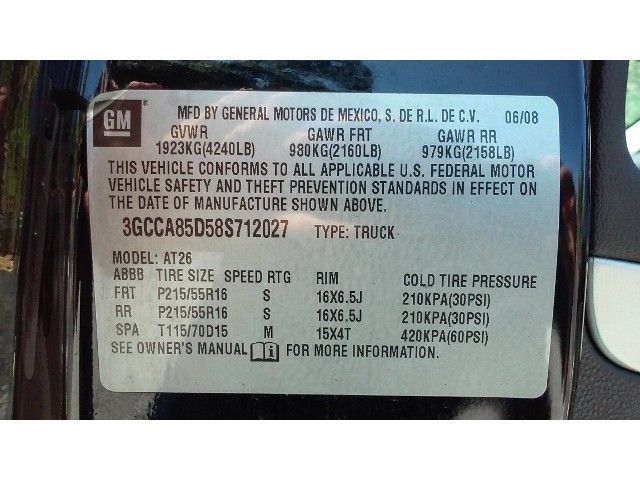 GM ® MFD BY GENERAL MOTORS DE MEXICO, S. DE R.L. DE C.V. 06/08
GVWR GAWR FRT GAWR RR
1923KG(4240LB) 980KG(2160LB) 979KG(2158LB)
THIS VEHICLE CONFORMS TO ALL APPLICABLE U.S. FEDERAL MOTOR
VEHICLE SAFETY AND THEFT PREVENTION STANDARDS IN EFFECT ON
THE DATE OF MANUFACTURE SHOWN ABOVE.
3GCCA85D58S712027 TYPE: TRUCK
MODEL: AT26
ABBB TIRE SIZE SPEED RTG RIM COLD TIRE PRESSURE
FRT P215/55R16 S 16X6.5J 210KPA(30PSI)
RR P215/55R16 S 16X6.5J 210KPA(30PSI)
SPA T115/70D15 M 15X4T 420KPA(60PSI)
SEE OWNER'S MANUAL FOR MORE INFORMATION.